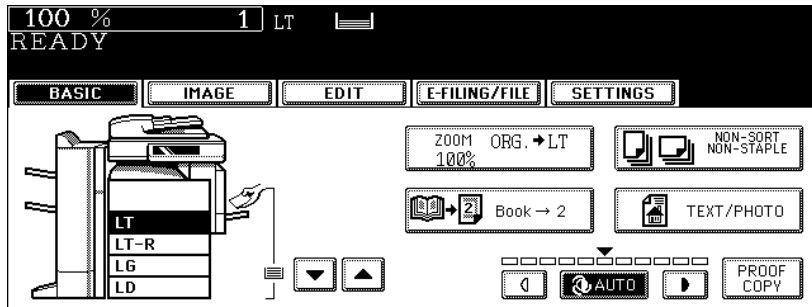 100 % 1 LT
READY
BASIC IMAGE EDIT E-FILING/FILE SETTINGS
ZOOM ORG.➔LT
100%
NON-SORT
NON-STAPLE
2 Book → 2
TEXT/PHOTO
LT
LT-R
LG
LD
AUTO
PROOF
COPY